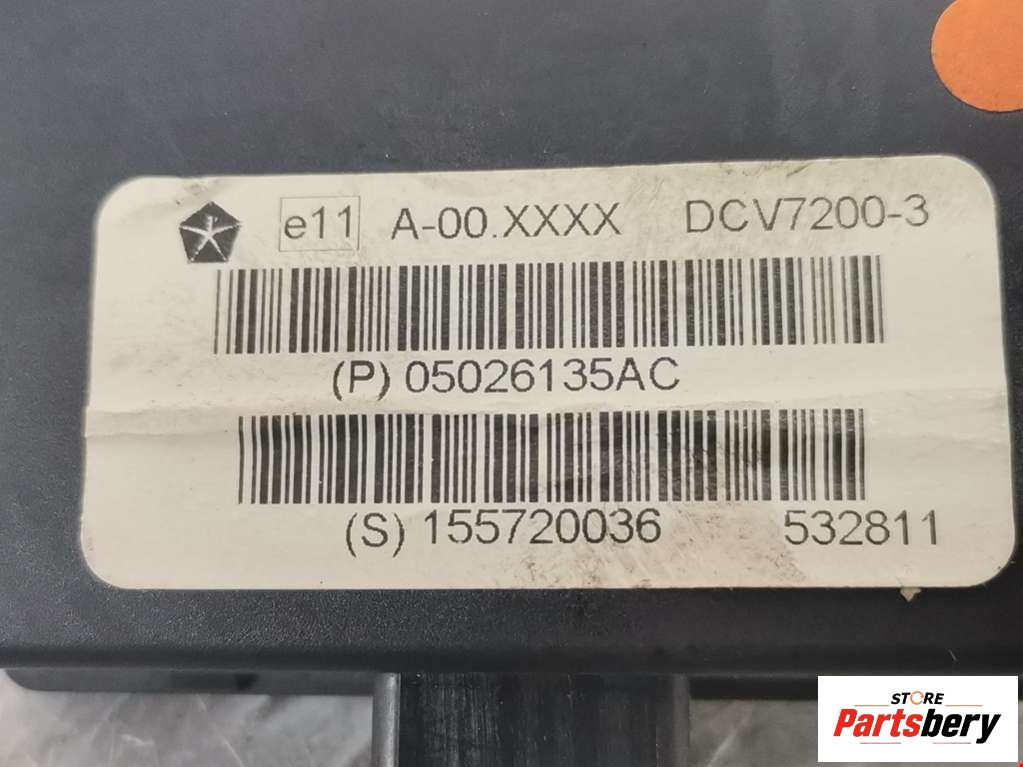 e11 A-00.XXXX DCV7200-3
(P) 05026135AC
(S) 155720036 532811
STORE
Partsbery